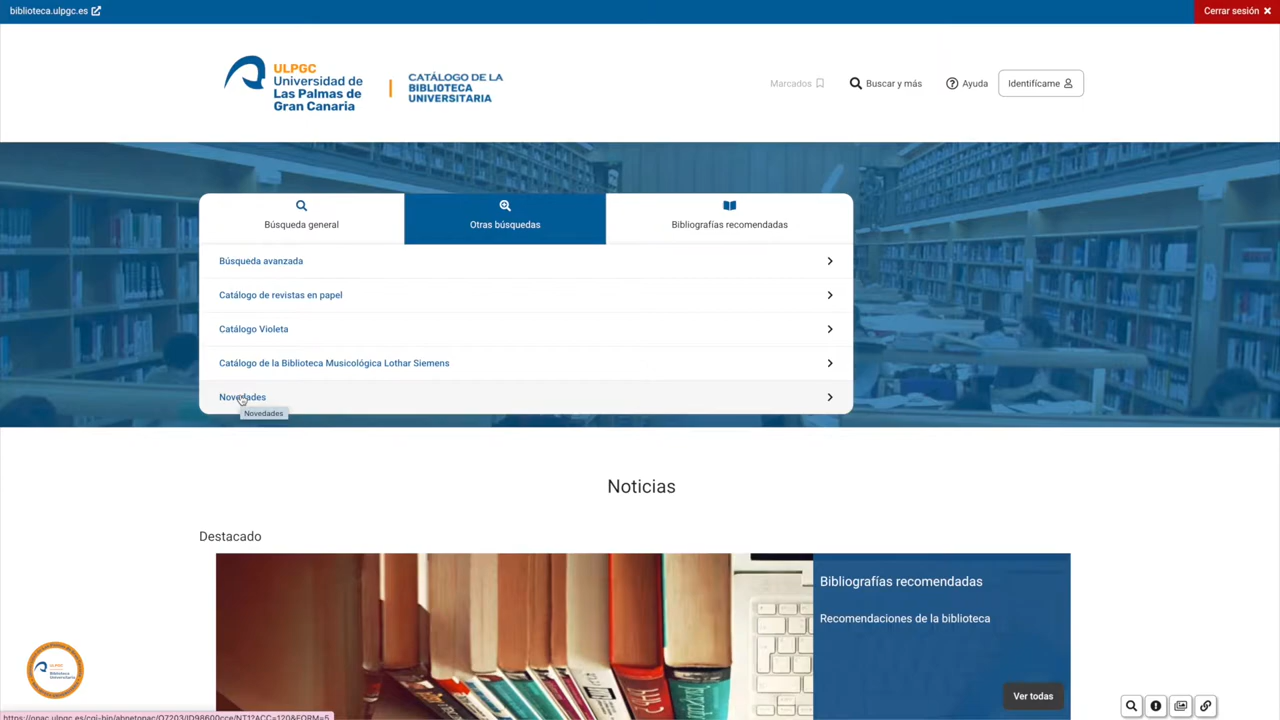 biblioteca.ulpgc.es
Cerrar sesión ×
ULPGC
Universidad de
Las Palmas de
Gran Canaria
CATÁLOGO DE LA
BIBLIOTECA
UNIVERSITARIA
Marcados
Buscar y más
Ayuda
Identifícame
Búsqueda general
Otras búsquedas
Bibliografías recomendadas
Búsqueda avanzada
Catálogo de revistas en papel
Catálogo Violeta
Catálogo de la Biblioteca Musicológica Lothar Siemens
Novedades
Novedades
Noticias
Destacado
Bibliografías recomendadas
Recomendaciones de la biblioteca
Ver todas
ULPGC
Biblioteca
Universitaria